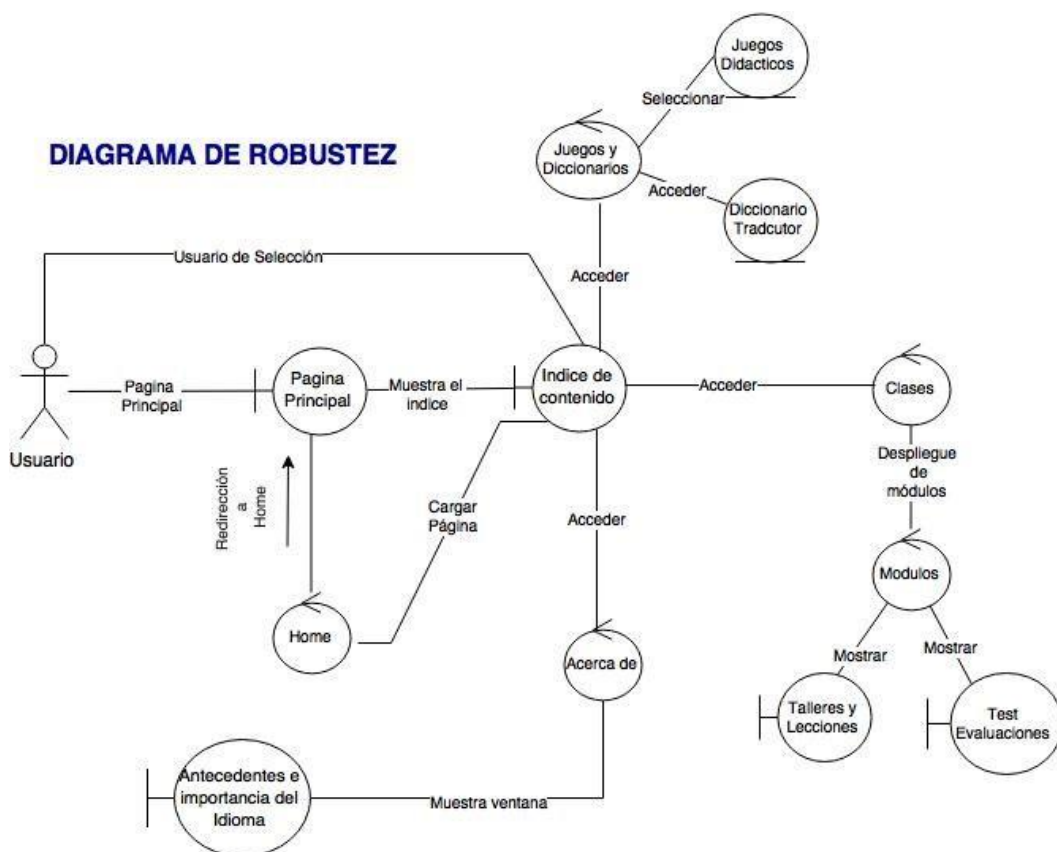 Juegos
Didacticos
Seleccionar
DIAGRAMA DE ROBUSTEZ
Juegos y
Diccionarios
Acceder
Diccionario
Tradcutor
Usuario de Selección
Acceder
Pagina
Principal
Pagina
Principal
Muestra el
indice
Indice de
contenido
Acceder
Clases
Usuario
Despliegue
de
módulos
Redirección
a
Home
Cargar
Página
Acceder
Modulos
Home
Acerca de
Mostrar
Mostrar
Talleres y
Lecciones
Test
Evaluaciones
Antecedentes e
importancia del
Idioma
Muestra ventana